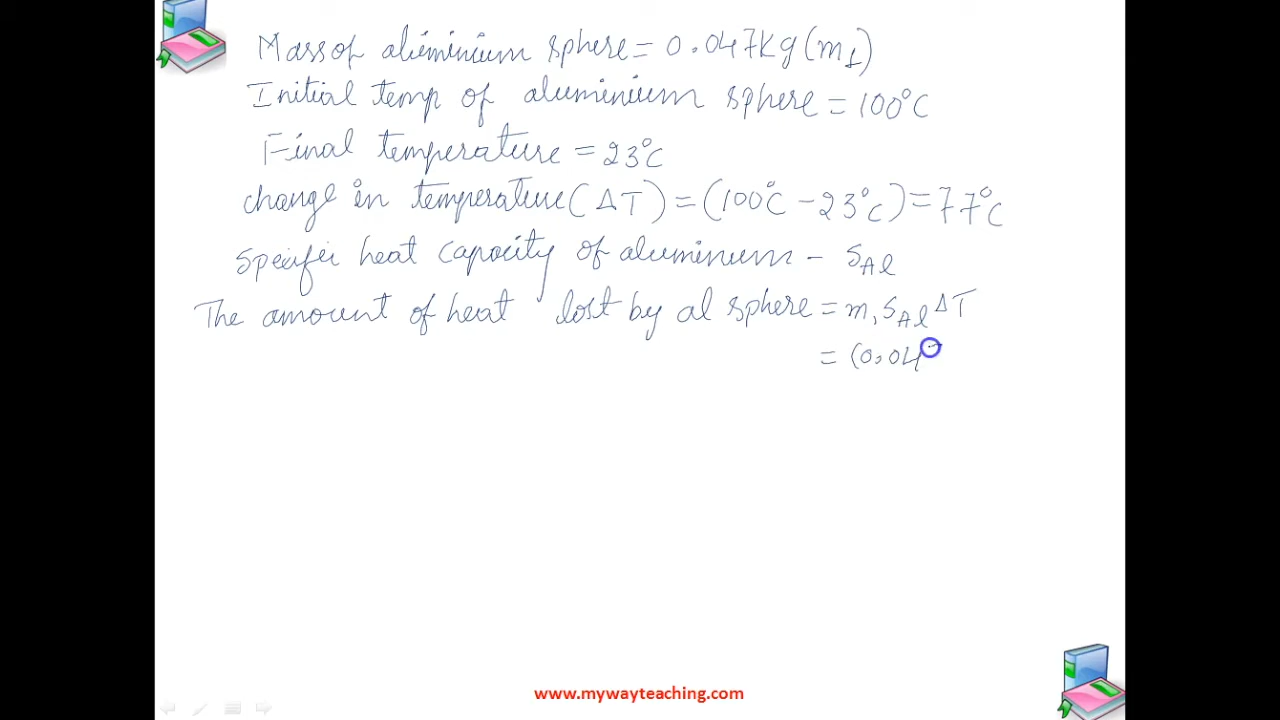 Mass of aluminium sphere = 0.047Kg (m1)
Initial temp of aluminium sphere = 100°C
Final temperature = 23°C
change in temperature (ΔT) = (100°C - 23°C) = 77°C
Specific heat capacity of aluminium - SAl
The amount of heat lost by al sphere = m1 SAl ΔT
= (0.04
www.mywayteaching.com